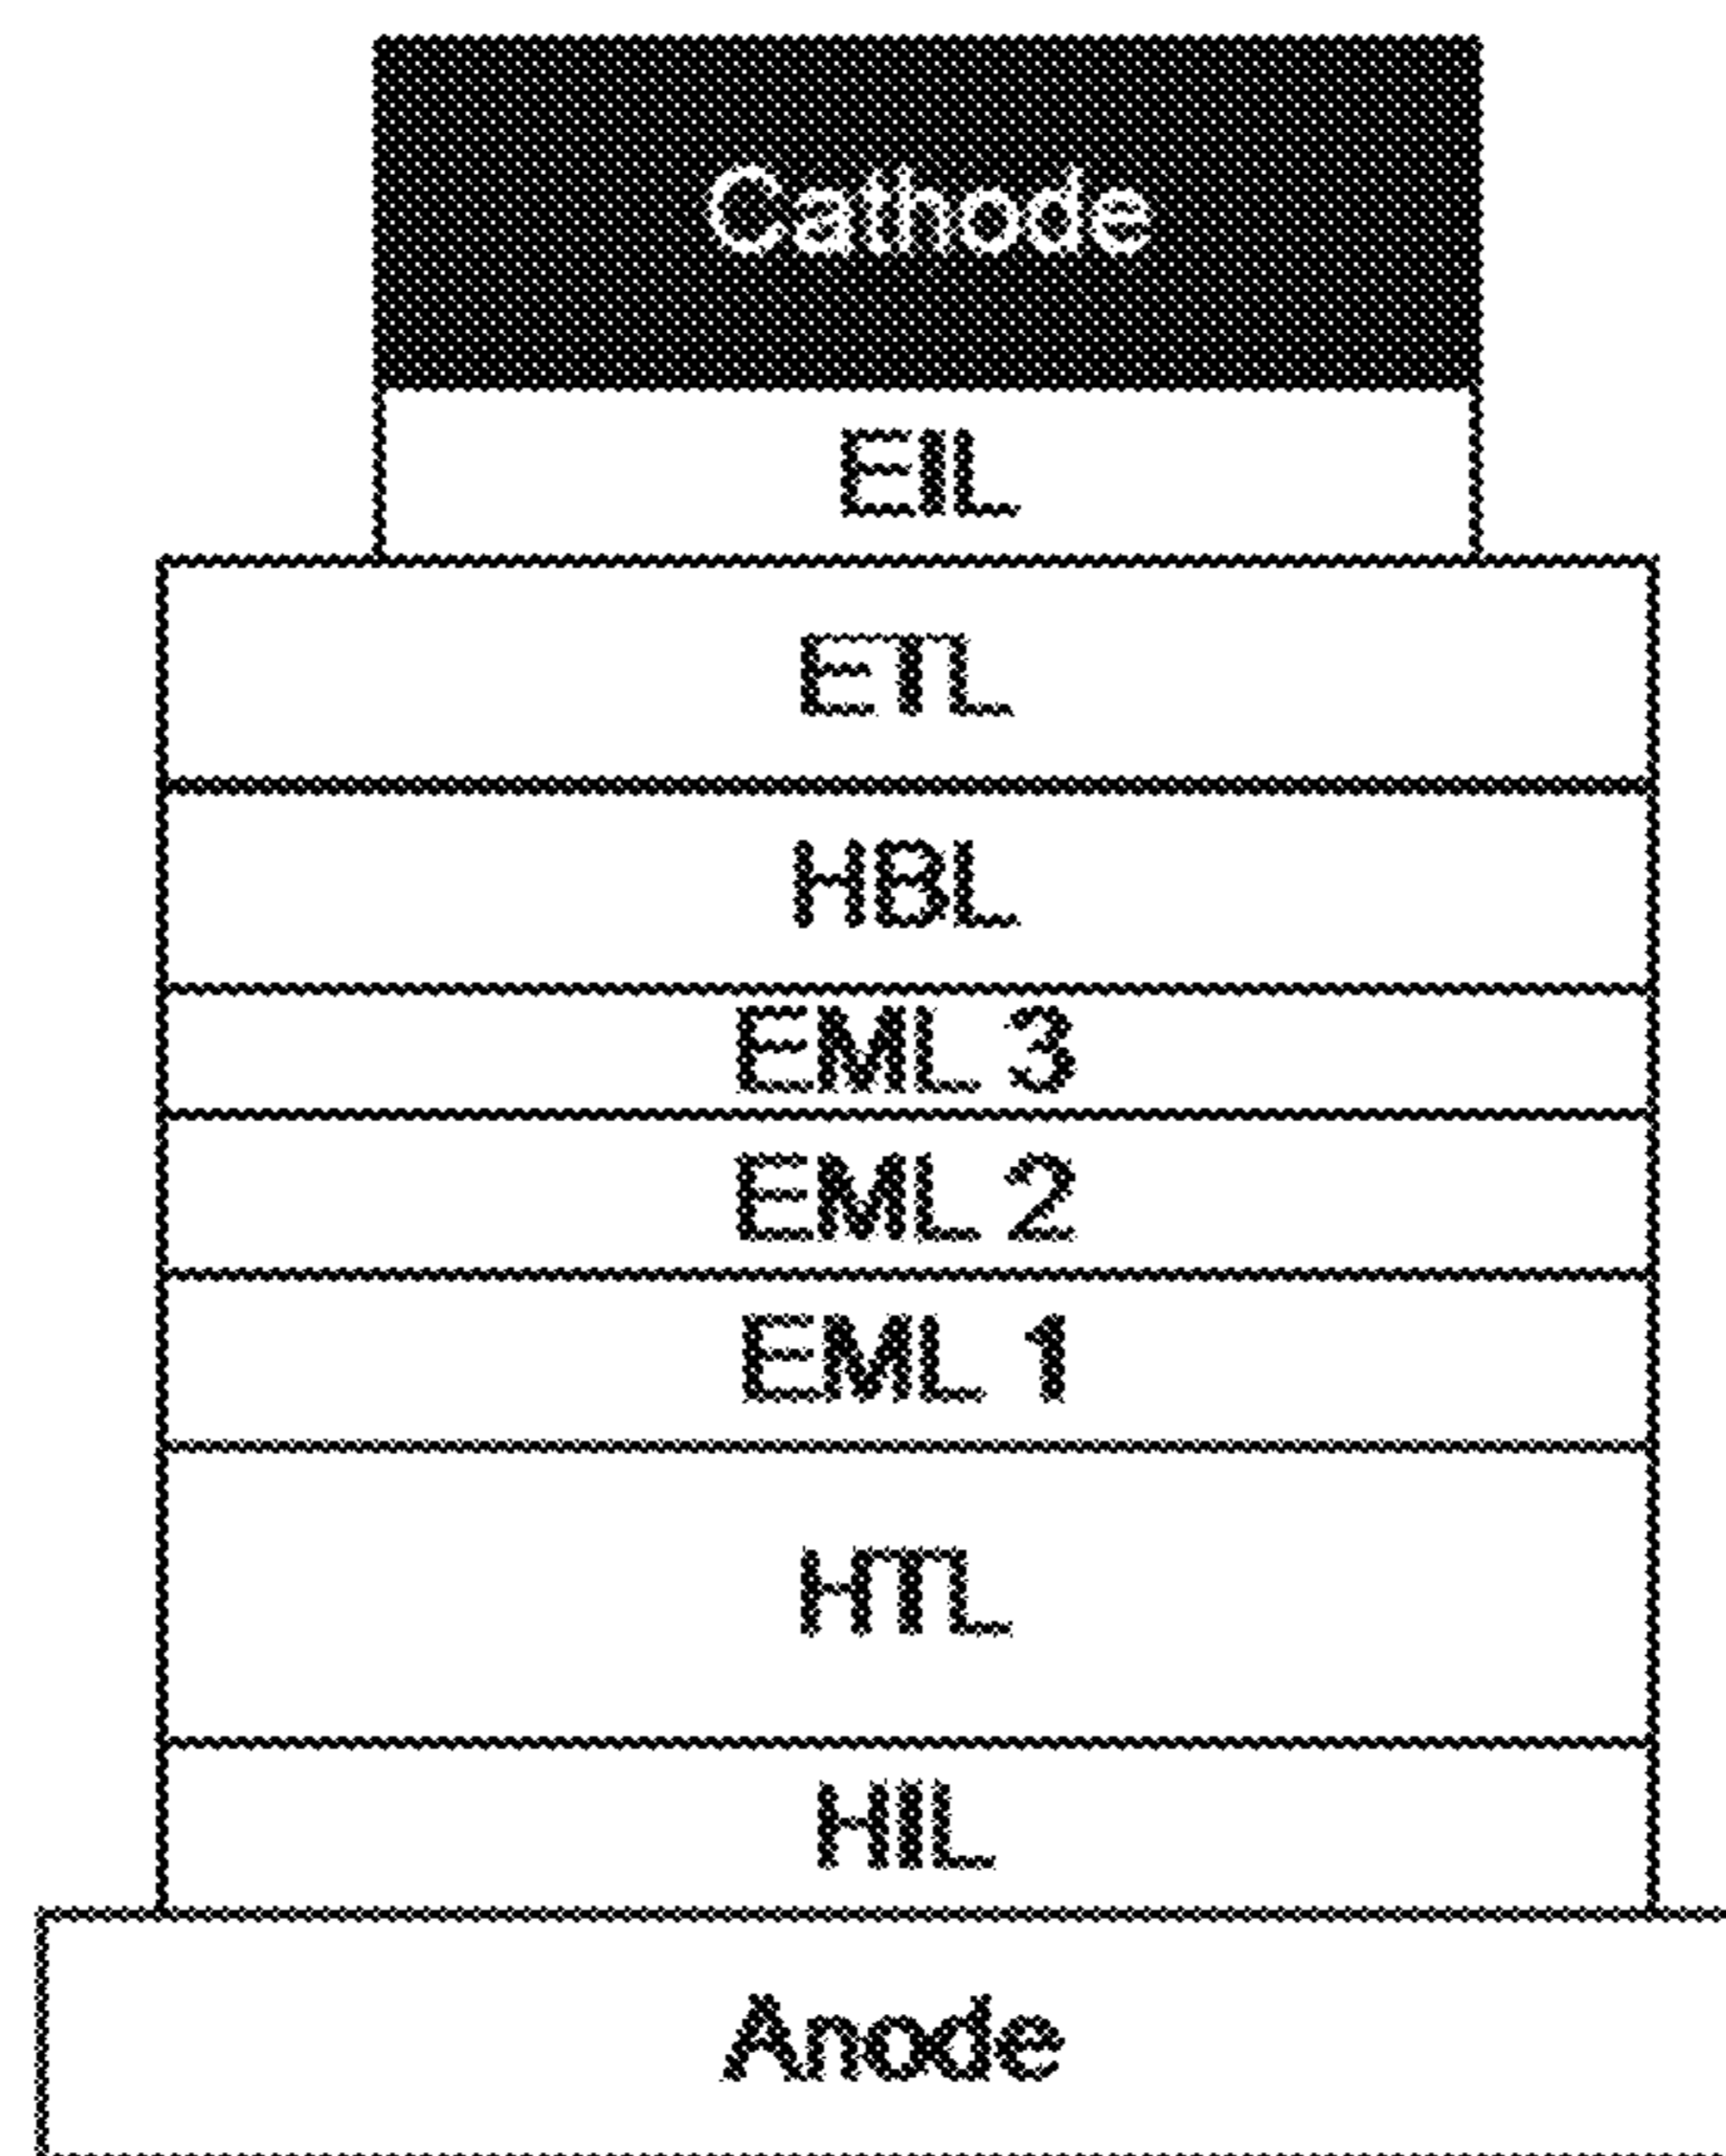 Cathode
EIL
ETL
HBL
EML 3
EML 2
EML 1
HTL
HIL
Anode